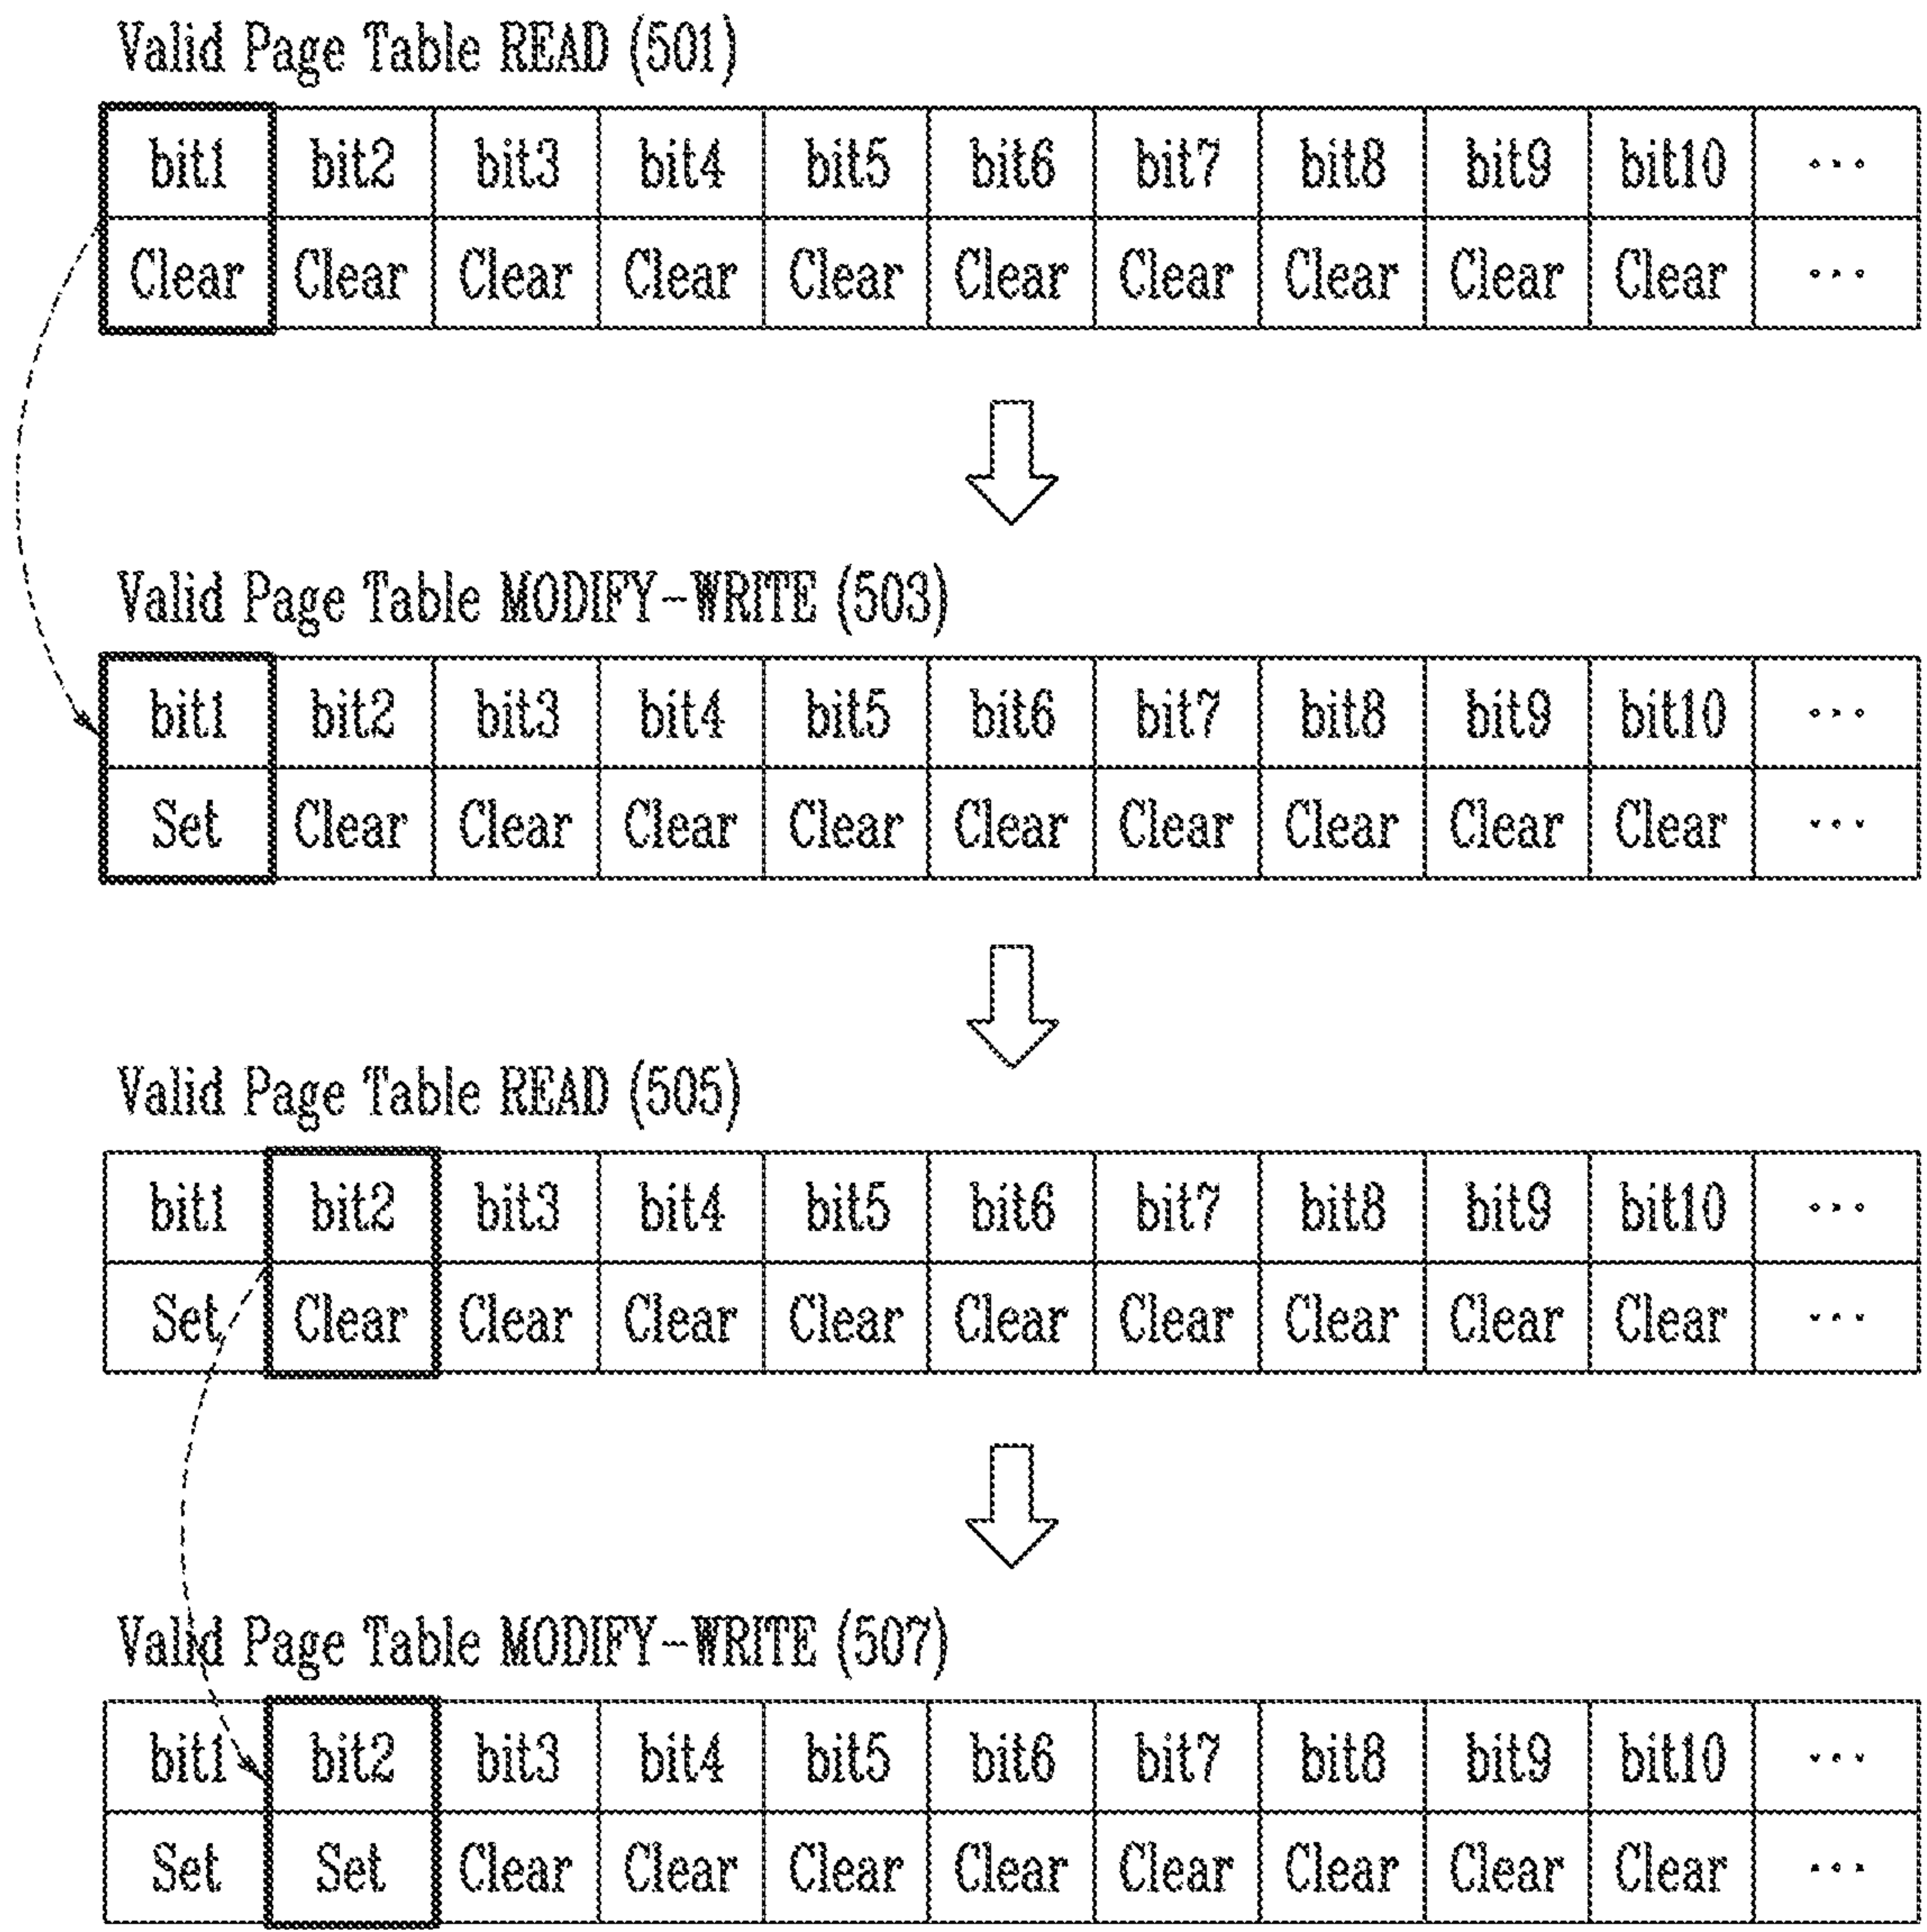 Valid Page Table READ (501)
bit1 bit2 bit3 bit4 bit5 bit6 bit7 bit8 bit9 bit10 ...
Clear Clear Clear Clear Clear Clear Clear Clear Clear Clear ...
Valid Page Table MODIFY-WRITE (503)
bit1 bit2 bit3 bit4 bit5 bit6 bit7 bit8 bit9 bit10 ...
Set Clear Clear Clear Clear Clear Clear Clear Clear Clear ...
Valid Page Table READ (505)
bit1 bit2 bit3 bit4 bit5 bit6 bit7 bit8 bit9 bit10 ...
Set Clear Clear Clear Clear Clear Clear Clear Clear Clear ...
Valid Page Table MODIFY-WRITE (507)
bit1 bit2 bit3 bit4 bit5 bit6 bit7 bit8 bit9 bit10 ...
Set Set Clear Clear Clear Clear Clear Clear Clear Clear ...